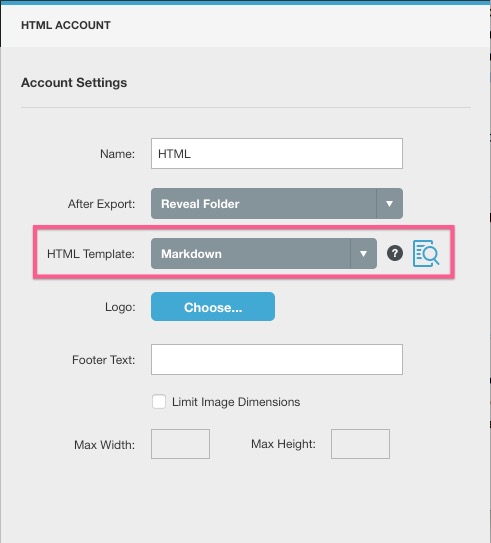 HTML ACCOUNT
Account Settings
Name: HTML
After Export: Reveal Folder
HTML Template: Markdown ?
Logo: Choose...
Footer Text:
Limit Image Dimensions
Max Width: Max Height: